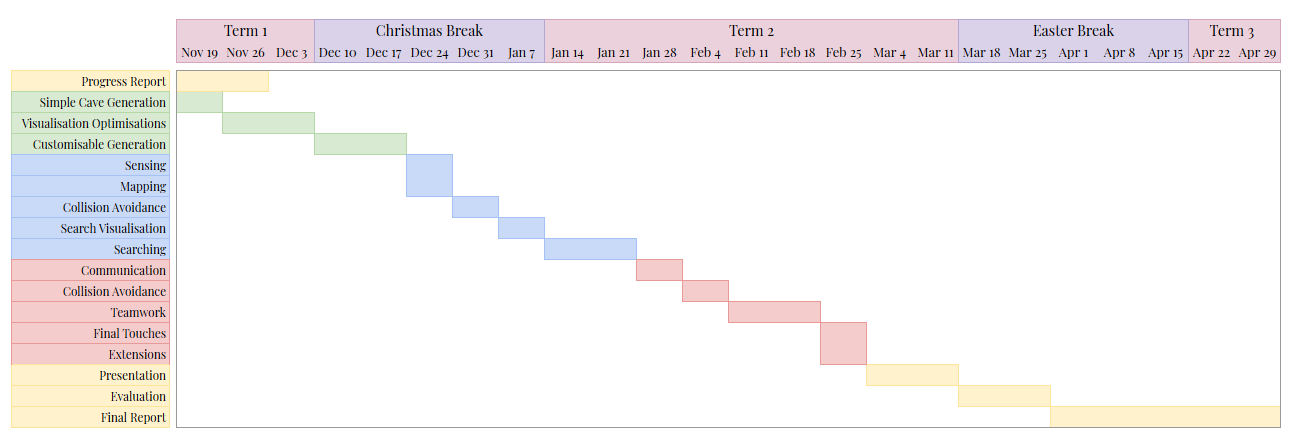 Term 1 Christmas Break Term 2 Easter Break Term 3
Nov 19 Nov 26 Dec 3 Dec 10 Dec 17 Dec 24 Dec 31 Jan 7 Jan 14 Jan 21 Jan 28 Feb 4 Feb 11 Feb 18 Feb 25 Mar 4 Mar 11 Mar 18 Mar 25 Apr 1 Apr 8 Apr 15 Apr 22 Apr 29
Progress Report
Simple Cave Generation
Visualisation Optimisations
Customisable Generation
Sensing
Mapping
Collision Avoidance
Search Visualisation
Searching
Communication
Collision Avoidance
Teamwork
Final Touches
Extensions
Presentation
Evaluation
Final Report